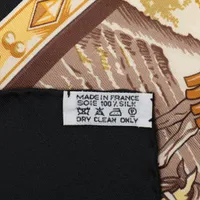 MADE IN FRANCE
SOIE 100% SILK
DRY CLEAN ONLY